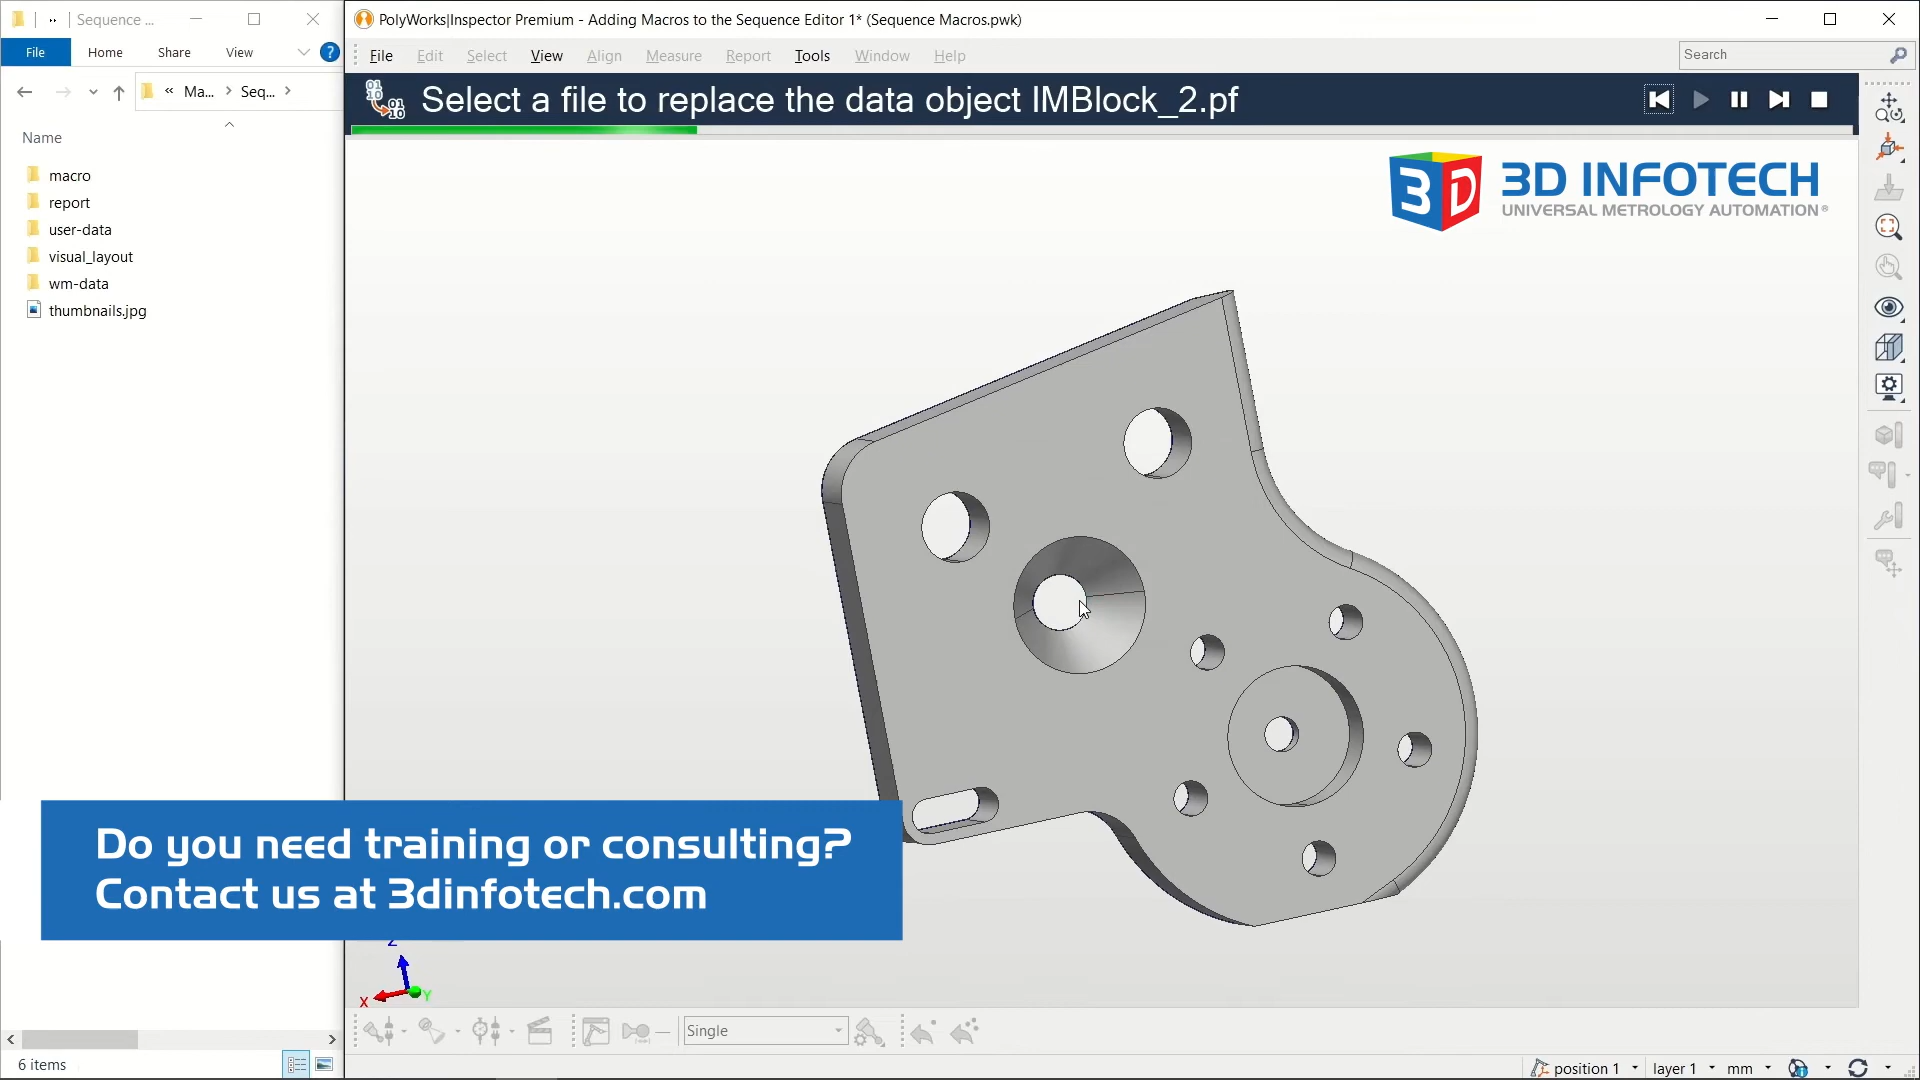 Sequence ...
PolyWorks|Inspector Premium - Adding Macros to the Sequence Editor 1* (Sequence Macros.pwk)
File Home Share View ?
File Edit Select View Align Measure Report Tools Window Help
Search
« Ma... > Seq... >
Select a file to replace the data object IMBlock_2.pf
Name
macro
report
user-data
visual_layout
wm-data
thumbnails.jpg
3D 3D INFOTECH
UNIVERSAL METROLOGY AUTOMATION®
Do you need training or consulting?
Contact us at 3dinfotech.com
Z
X Y
Single
6 items
position 1 layer 1 mm